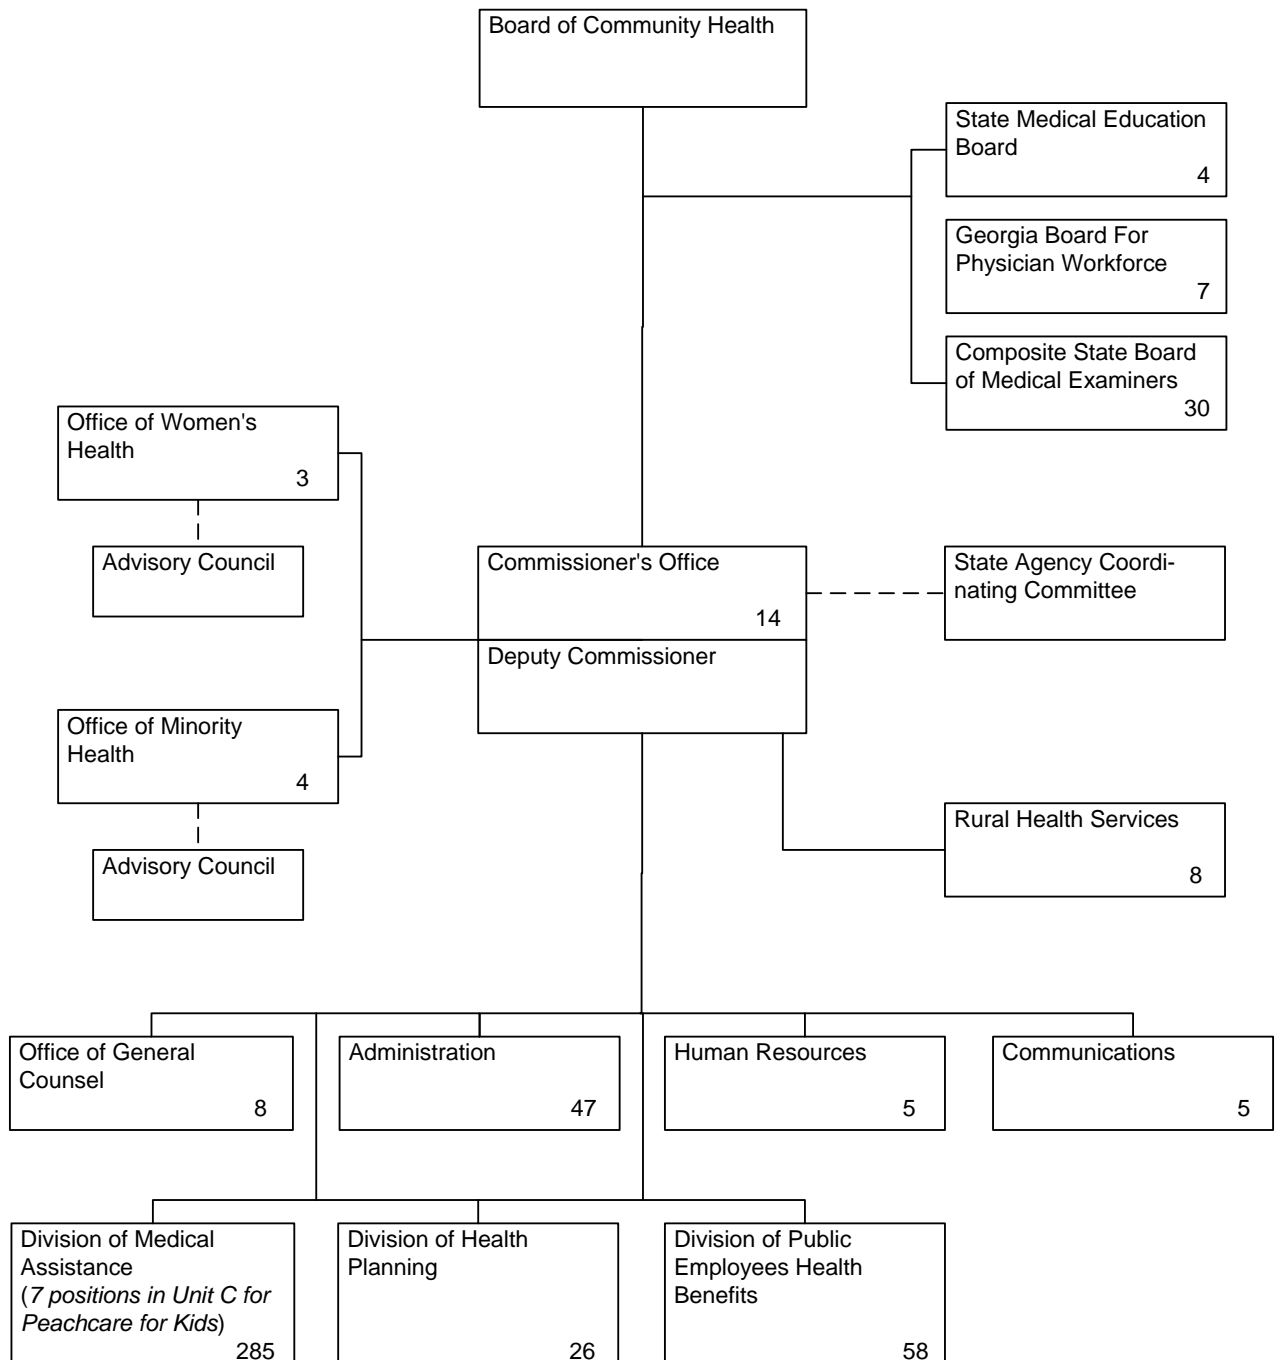 Board of Community Health
State Medical Education
Board
4
Georgia Board For
Physician Workforce
7
Composite State Board
of Medical Examiners
30
Office of Women's
Health
3
Advisory Council
Commissioner's Office
14
State Agency Coordi-
nating Committee
Deputy Commissioner
Office of Minority
Health
4
Advisory Council
Rural Health Services
8
Office of General
Counsel
8
Administration
47
Human Resources
5
Communications
5
Division of Medical
Assistance
(7 positions in Unit C for
Peachcare for Kids)
285
Division of Health
Planning
26
Division of Public
Employees Health
Benefits
58